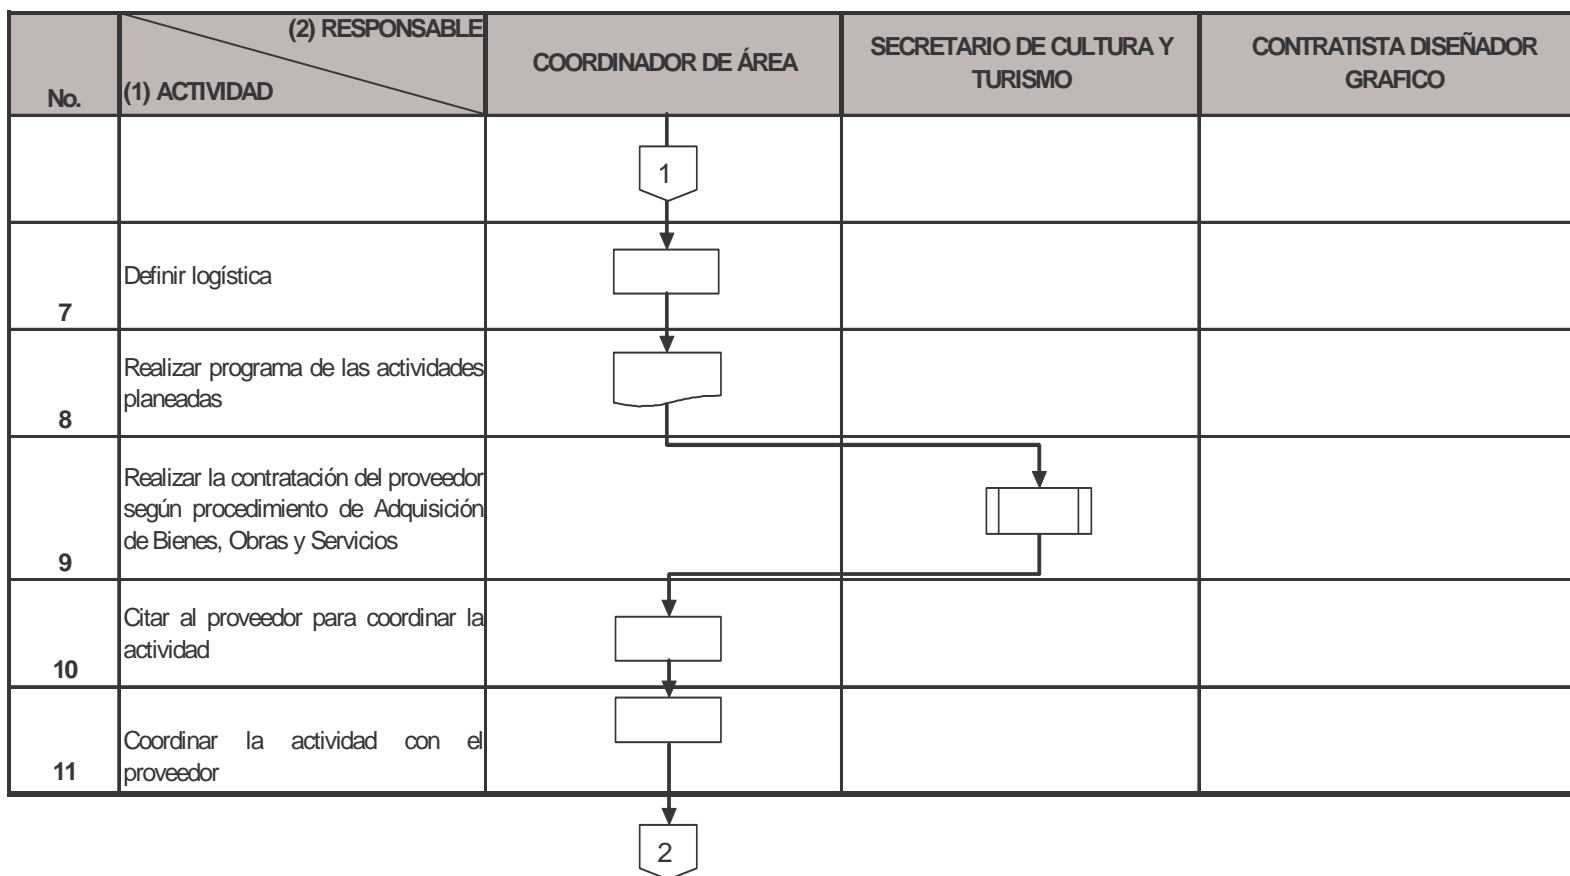 No.
(2) RESPONSABLE
(1) ACTIVIDAD
COORDINADOR DE ÁREA
SECRETARIO DE CULTURA Y
TURISMO
CONTRATISTA DISEÑADOR
GRAFICO
1
7
Definir logística
8
Realizar programa de las actividades
planeadas
9
Realizar la contratación del proveedor
según procedimiento de Adquisición
de Bienes, Obras y Servicios
10
Citar al proveedor para coordinar la
actividad
11
Coordinar la actividad con el
proveedor
2